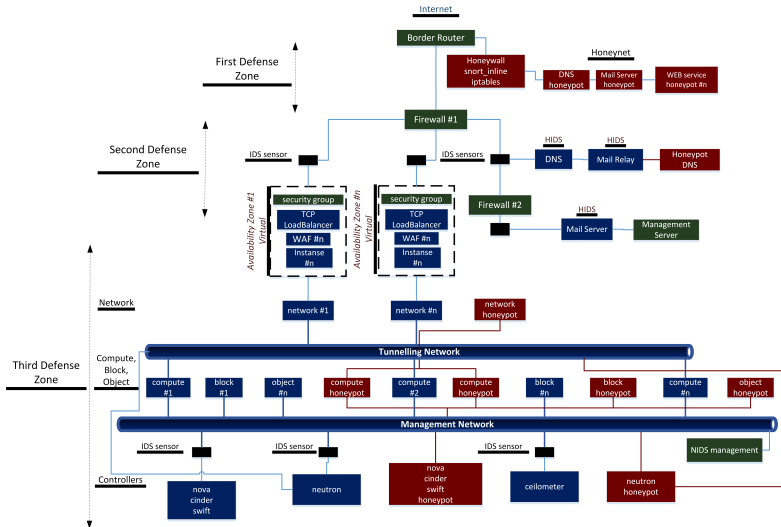 Internet
Border Router
First Defense
Zone
Honeywall
snort_inline
iptables
Honeynet
DNS
honeypot
Mail Server
honeypot
WEB service
honeypot #n
Firewall #1
Second Defense
Zone
IDS sensor
IDS sensors
HIDS
DNS
HIDS
Mail Relay
Honeypot
DNS
Availability Zone #1
Virtual
security group
TCP
LoadBalancer
WAF #n
Instanse
#n
Availability Zone #n
Virtual
security group
TCP
LoadBalancer
WAF #n
Instanse
#n
Firewall #2
HIDS
Mail Server
Management
Server
Network
network #1
network #n
network
honeypot
Tunnelling Network
Third Defense
Zone
Compute,
Block,
Object
compute
#1
block
#1
object
#n
compute
honeypot
compute
#2
compute
honeypot
block
#n
block
honeypot
compute
#n
object
honeypot
Management Network
IDS sensor
IDS sensor
IDS sensor
NIDS management
Controllers
nova
cinder
swift
neutron
nova
cinder
swift
honeypot
ceilometer
neutron
honeypot